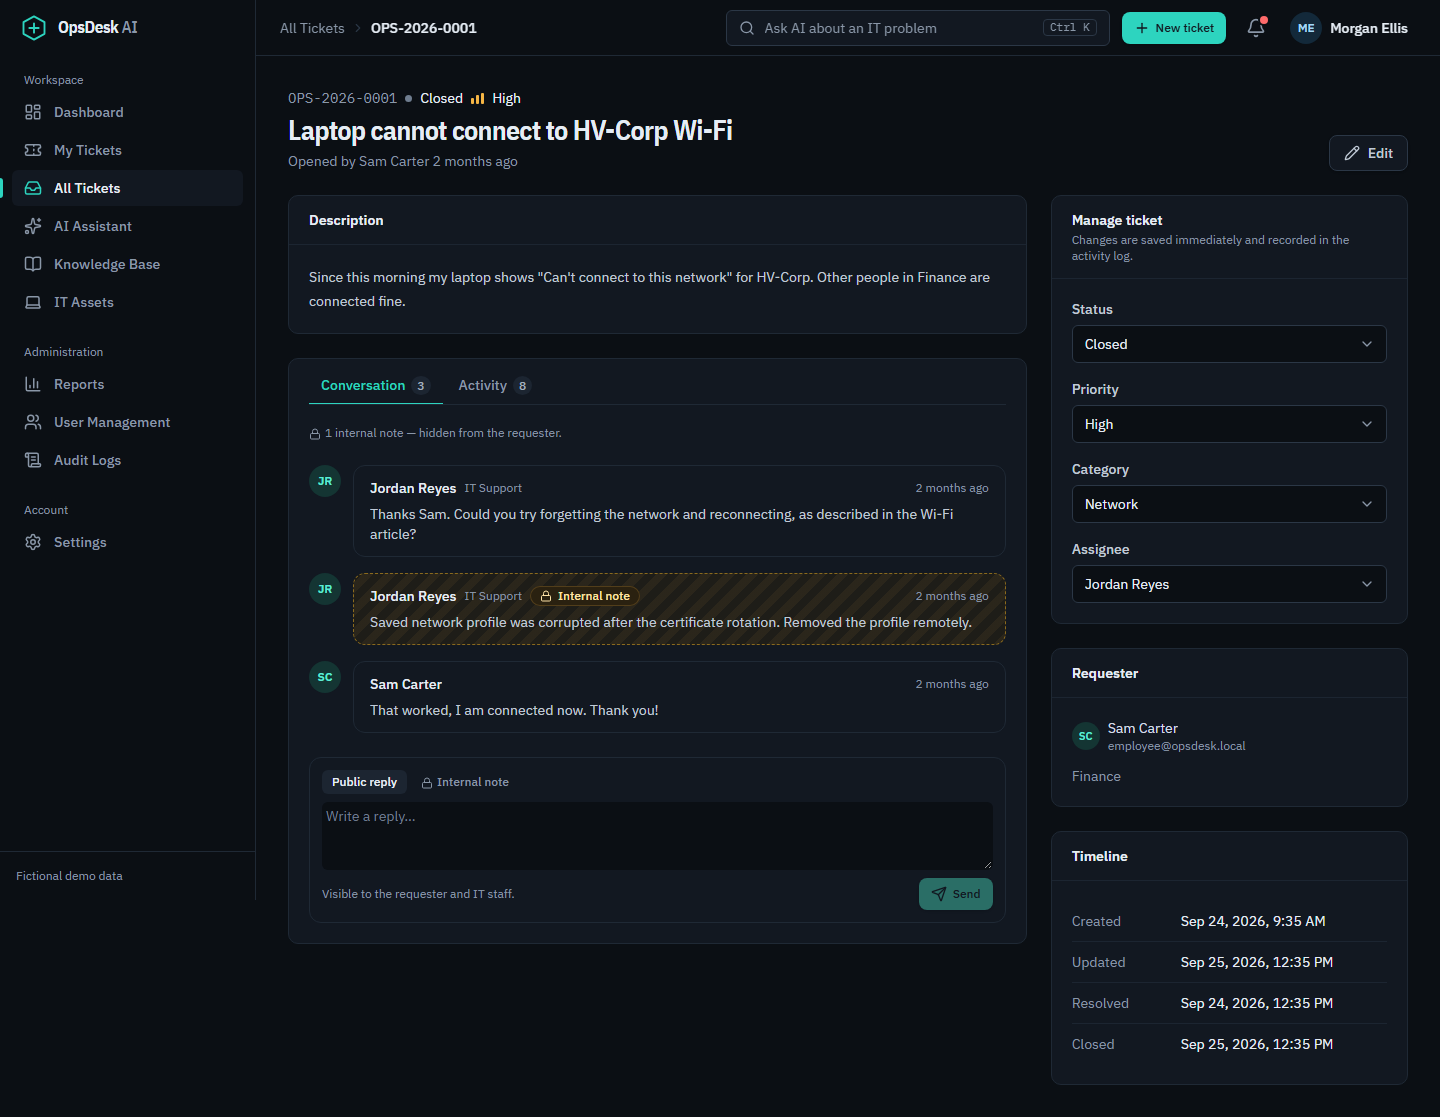 OpsDesk AI
Workspace
Dashboard
My Tickets
All Tickets
AI Assistant
Knowledge Base
IT Assets
Administration
Reports
User Management
Audit Logs
Account
Settings
Fictional demo data
All Tickets > OPS-2026-0001
Ask AI about an IT problem Ctrl K
New ticket
ME Morgan Ellis
OPS-2026-0001 Closed High
Laptop cannot connect to HV-Corp Wi-Fi
Opened by Sam Carter 2 months ago
Edit
Description
Since this morning my laptop shows "Can't connect to this network" for HV-Corp. Other people in Finance are
connected fine.
Conversation 3 Activity 8
1 internal note — hidden from the requester.
JR Jordan Reyes IT Support 2 months ago
Thanks Sam. Could you try forgetting the network and reconnecting, as described in the Wi-Fi
article?
JR Jordan Reyes IT Support Internal note 2 months ago
Saved network profile was corrupted after the certificate rotation. Removed the profile remotely.
SC Sam Carter 2 months ago
That worked, I am connected now. Thank you!
Public reply Internal note
Write a reply...
Visible to the requester and IT staff. Send
Manage ticket
Changes are saved immediately and recorded in the
activity log.
Status
Closed
Priority
High
Category
Network
Assignee
Jordan Reyes
Requester
SC Sam Carter
employee@opsdesk.local
Finance
Timeline
Created Sep 24, 2026, 9:35 AM
Updated Sep 25, 2026, 12:35 PM
Resolved Sep 24, 2026, 12:35 PM
Closed Sep 25, 2026, 12:35 PM